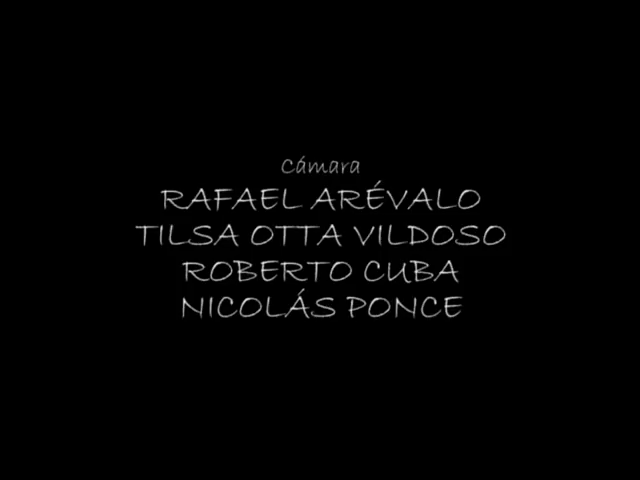 Cámara
RAFAEL ARÉVALO
TILSA OTTA VILDOSO
ROBERTO CUBA
NICOLÁS PONCE